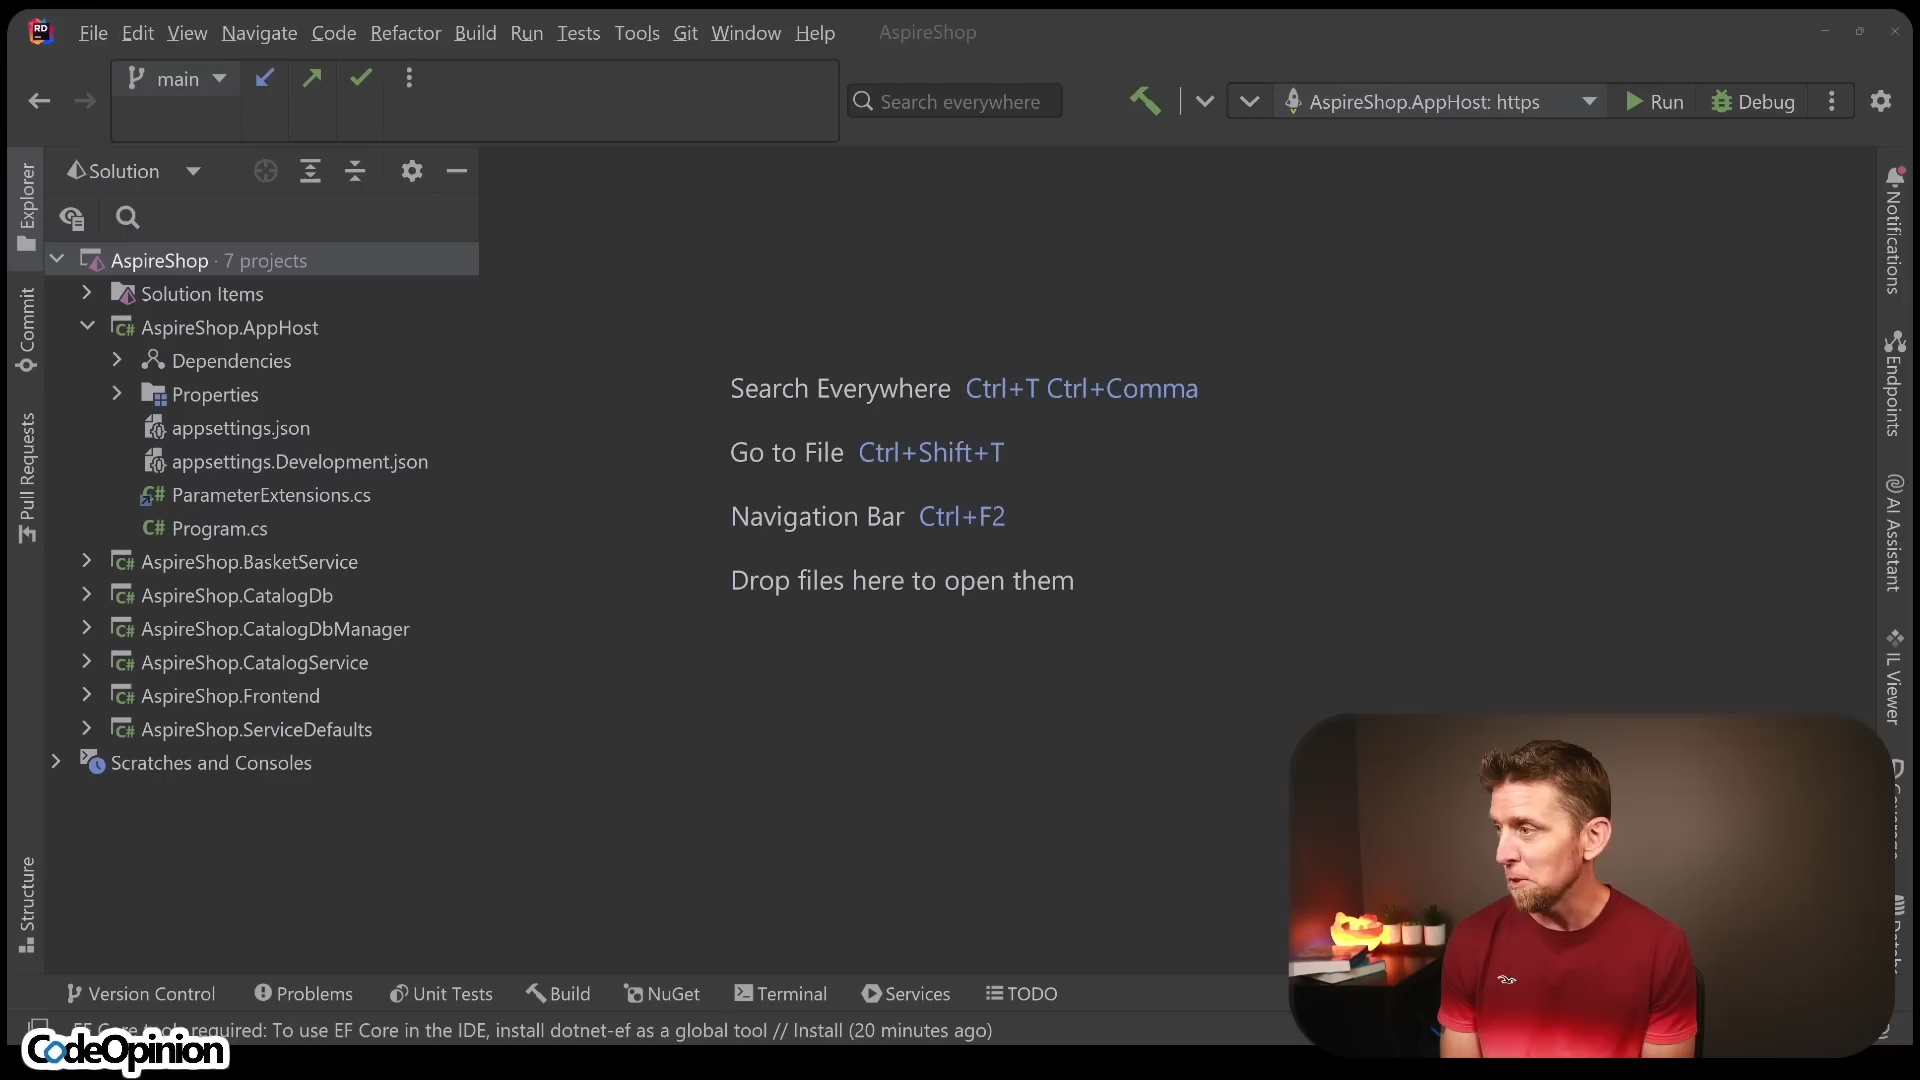 RD File Edit View Navigate Code Refactor Build Run Tests Tools Git Window Help AspireShop
main
Search everywhere
AspireShop.AppHost: https
Run
Debug
Explorer
Commit
Pull Requests
Structure
Solution
AspireShop · 7 projects
Solution Items
C# AspireShop.AppHost
Dependencies
Properties
appsettings.json
appsettings.Development.json
C# ParameterExtensions.cs
C# Program.cs
C# AspireShop.BasketService
C# AspireShop.CatalogDb
C# AspireShop.CatalogDbManager
C# AspireShop.CatalogService
C# AspireShop.Frontend
C# AspireShop.ServiceDefaults
Scratches and Consoles
Search Everywhere Ctrl+T Ctrl+Comma
Go to File Ctrl+Shift+T
Navigation Bar Ctrl+F2
Drop files here to open them
Notifications
Endpoints
AI Assistant
IL Viewer
Version Control Problems Unit Tests Build NuGet Terminal Services TODO
required: To use EF Core in the IDE, install dotnet-ef as a global tool // Install (20 minutes ago)
CodeOpinion